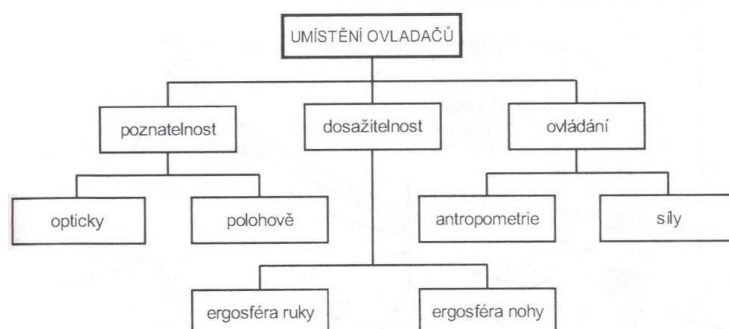 UMÍSTĚNÍ OVLADAČŮ
poznatelnost
dosažitelnost
ovládání
opticky
polohově
antropometrie
síly
ergosféra ruky
ergosféra nohy